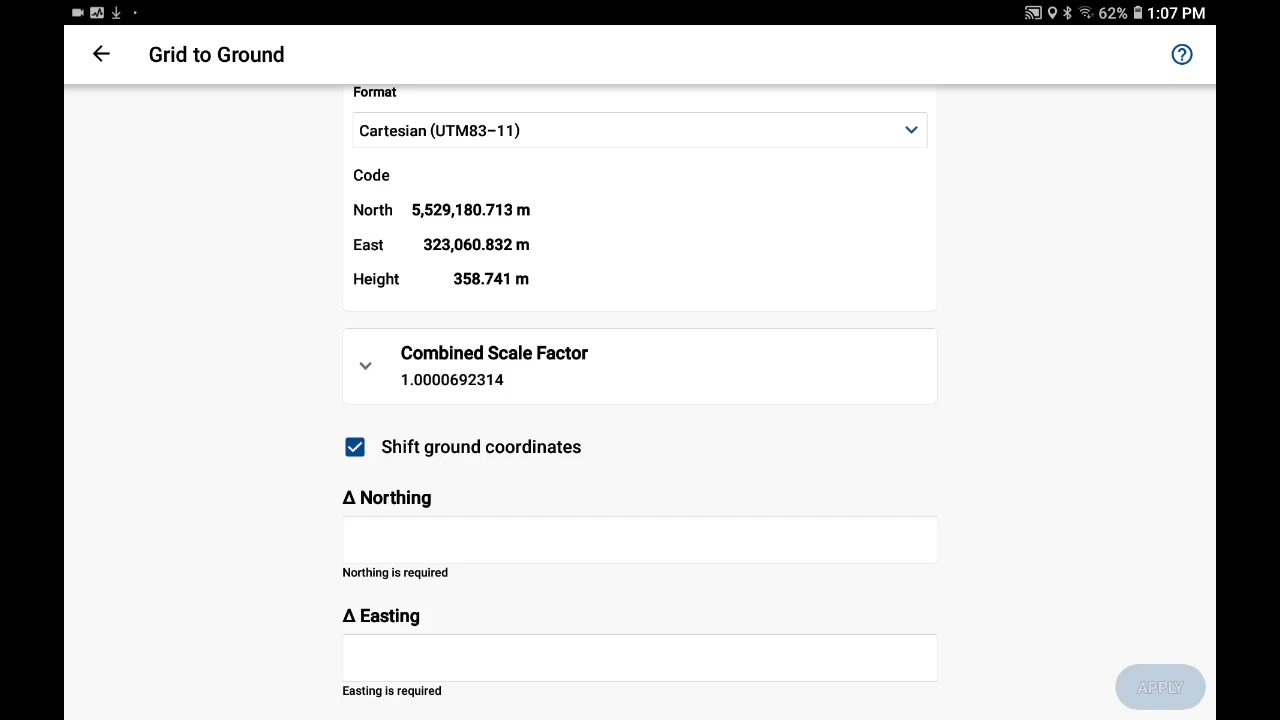 62% 1:07 PM
Grid to Ground
Format
Cartesian (UTM83-11)
Code
North 5,529,180.713 m
East 323,060.832 m
Height 358.741 m
Combined Scale Factor
1.0000692314
Shift ground coordinates
Δ Northing
Northing is required
Δ Easting
Easting is required
APPLY